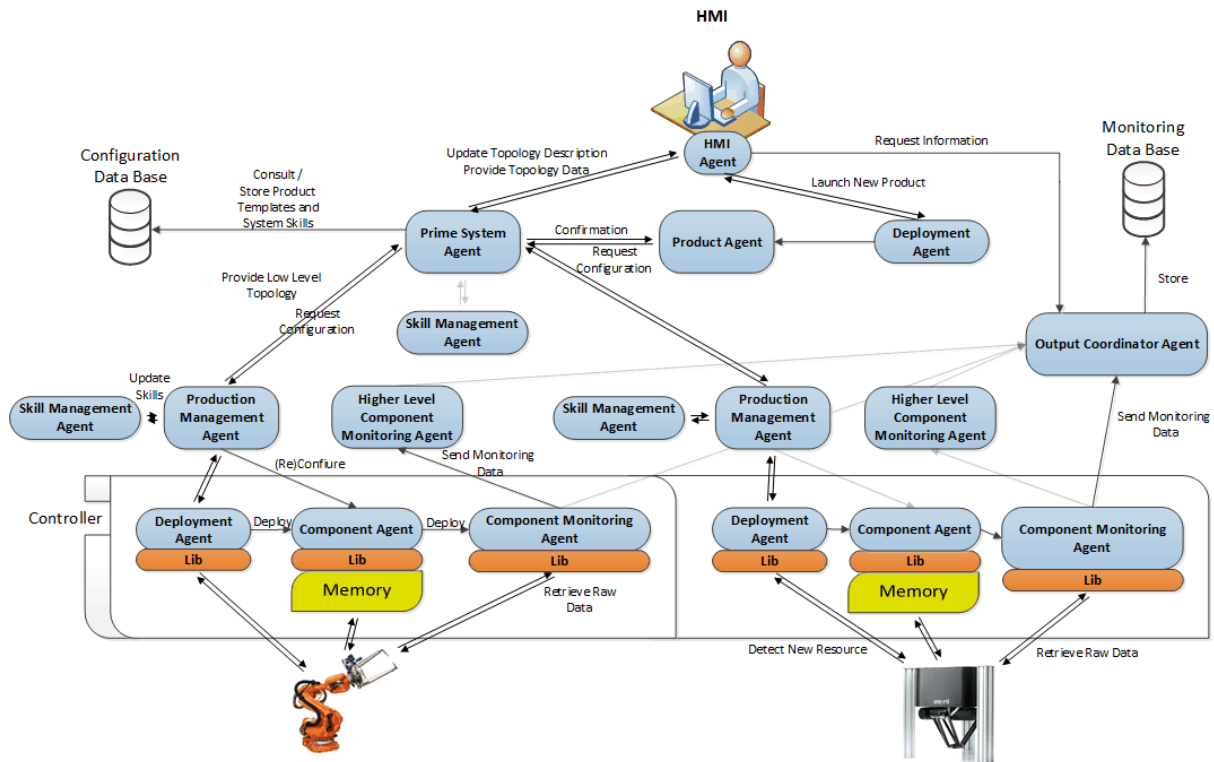 HMI
HMI
Agent
Request Information
Monitoring
Data Base
Configuration
Data Base
Update Topology Description
Provide Topology Data
Consult /
Store Product
Templates and
System Skills
Launch New Product
Prime System
Agent
Confirmation
Request
Configuration
Product Agent
Deployment
Agent
Store
Provide Low Level
Topology
Request
Configuration
Skill Management
Agent
Output Coordinator Agent
Update
Skills
Skill Management
Agent
Production
Management
Agent
Higher Level
Component
Monitoring Agent
Skill Management
Agent
Production
Management
Agent
Higher Level
Component
Monitoring Agent
Send Monitoring
Data
(Re)Confiure
Send Monitoring
Data
Controller
Deployment
Agent
Lib
Deploy
Component Agent
Lib
Memory
Deploy
Component Monitoring
Agent
Lib
Retrieve Raw
Data
Deployment
Agent
Lib
Component Agent
Lib
Memory
Component Monitoring
Agent
Lib
Detect New Resource
Retrieve Raw Data